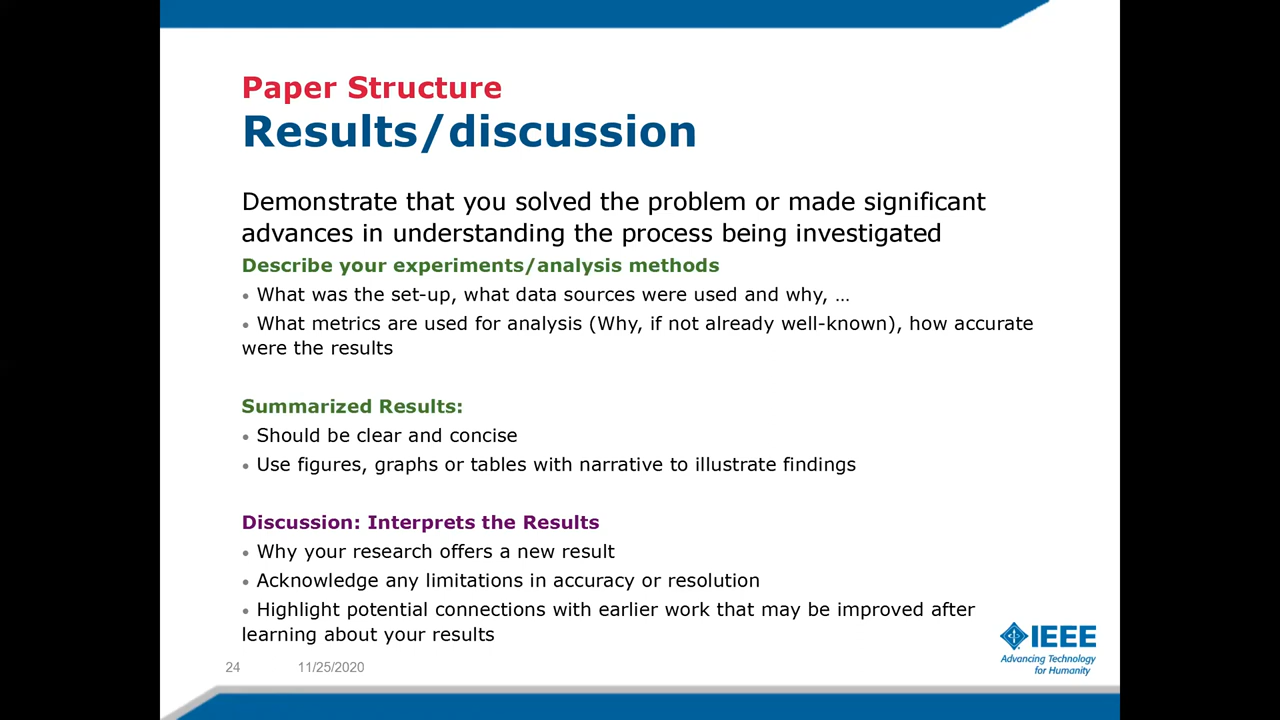 Paper Structure
Results/discussion
Demonstrate that you solved the problem or made significant
advances in understanding the process being investigated
Describe your experiments/analysis methods
• What was the set-up, what data sources were used and why, …
• What metrics are used for analysis (Why, if not already well-known), how accurate
were the results
Summarized Results:
• Should be clear and concise
• Use figures, graphs or tables with narrative to illustrate findings
Discussion: Interprets the Results
• Why your research offers a new result
• Acknowledge any limitations in accuracy or resolution
• Highlight potential connections with earlier work that may be improved after
learning about your results
IEEE
Advancing Technology
for Humanity
24 11/25/2020